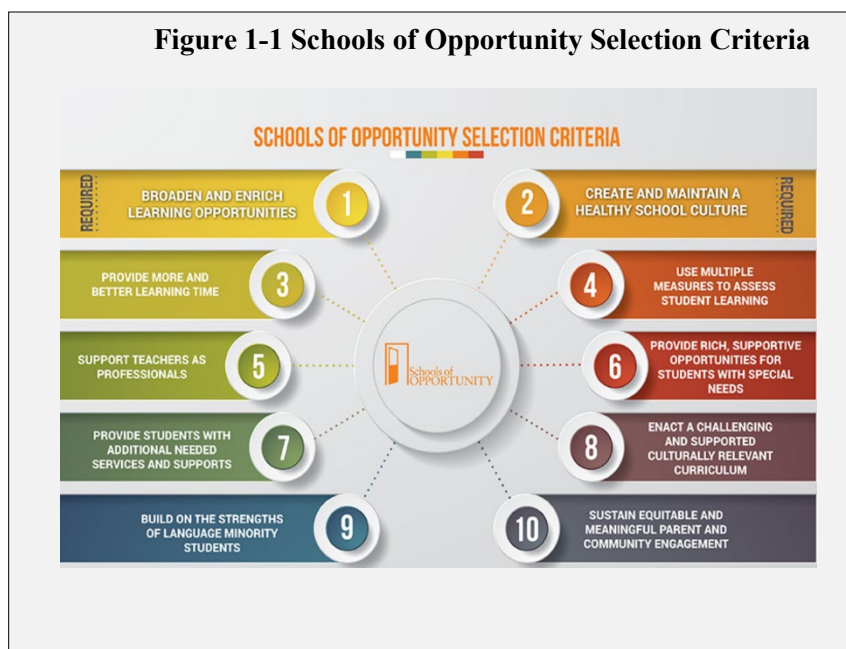 Figure 1-1 Schools of Opportunity Selection Criteria
SCHOOLS OF OPPORTUNITY SELECTION CRITERIA
REQUIRED
BROADEN AND ENRICH
LEARNING OPPORTUNITIES
1
2
CREATE AND MAINTAIN A
HEALTHY SCHOOL CULTURE
REQUIRED
PROVIDE MORE AND
BETTER LEARNING TIME
3
4
USE MULTIPLE
MEASURES TO ASSESS
STUDENT LEARNING
SUPPORT TEACHERS AS
PROFESSIONALS
5
Schools of
OPPORTUNITY
6
PROVIDE RICH, SUPPORTIVE
OPPORTUNITIES FOR
STUDENTS WITH SPECIAL
NEEDS
PROVIDE STUDENTS WITH
ADDITIONAL NEEDED
SERVICES AND SUPPORTS
7
8
ENACT A CHALLENGING
AND SUPPORTED
CULTURALLY RELEVANT
CURRICULUM
BUILD ON THE STRENGTHS
OF LANGUAGE MINORITY
STUDENTS
9
10
SUSTAIN EQUITABLE AND
MEANINGFUL PARENT AND
COMMUNITY ENGAGEMENT